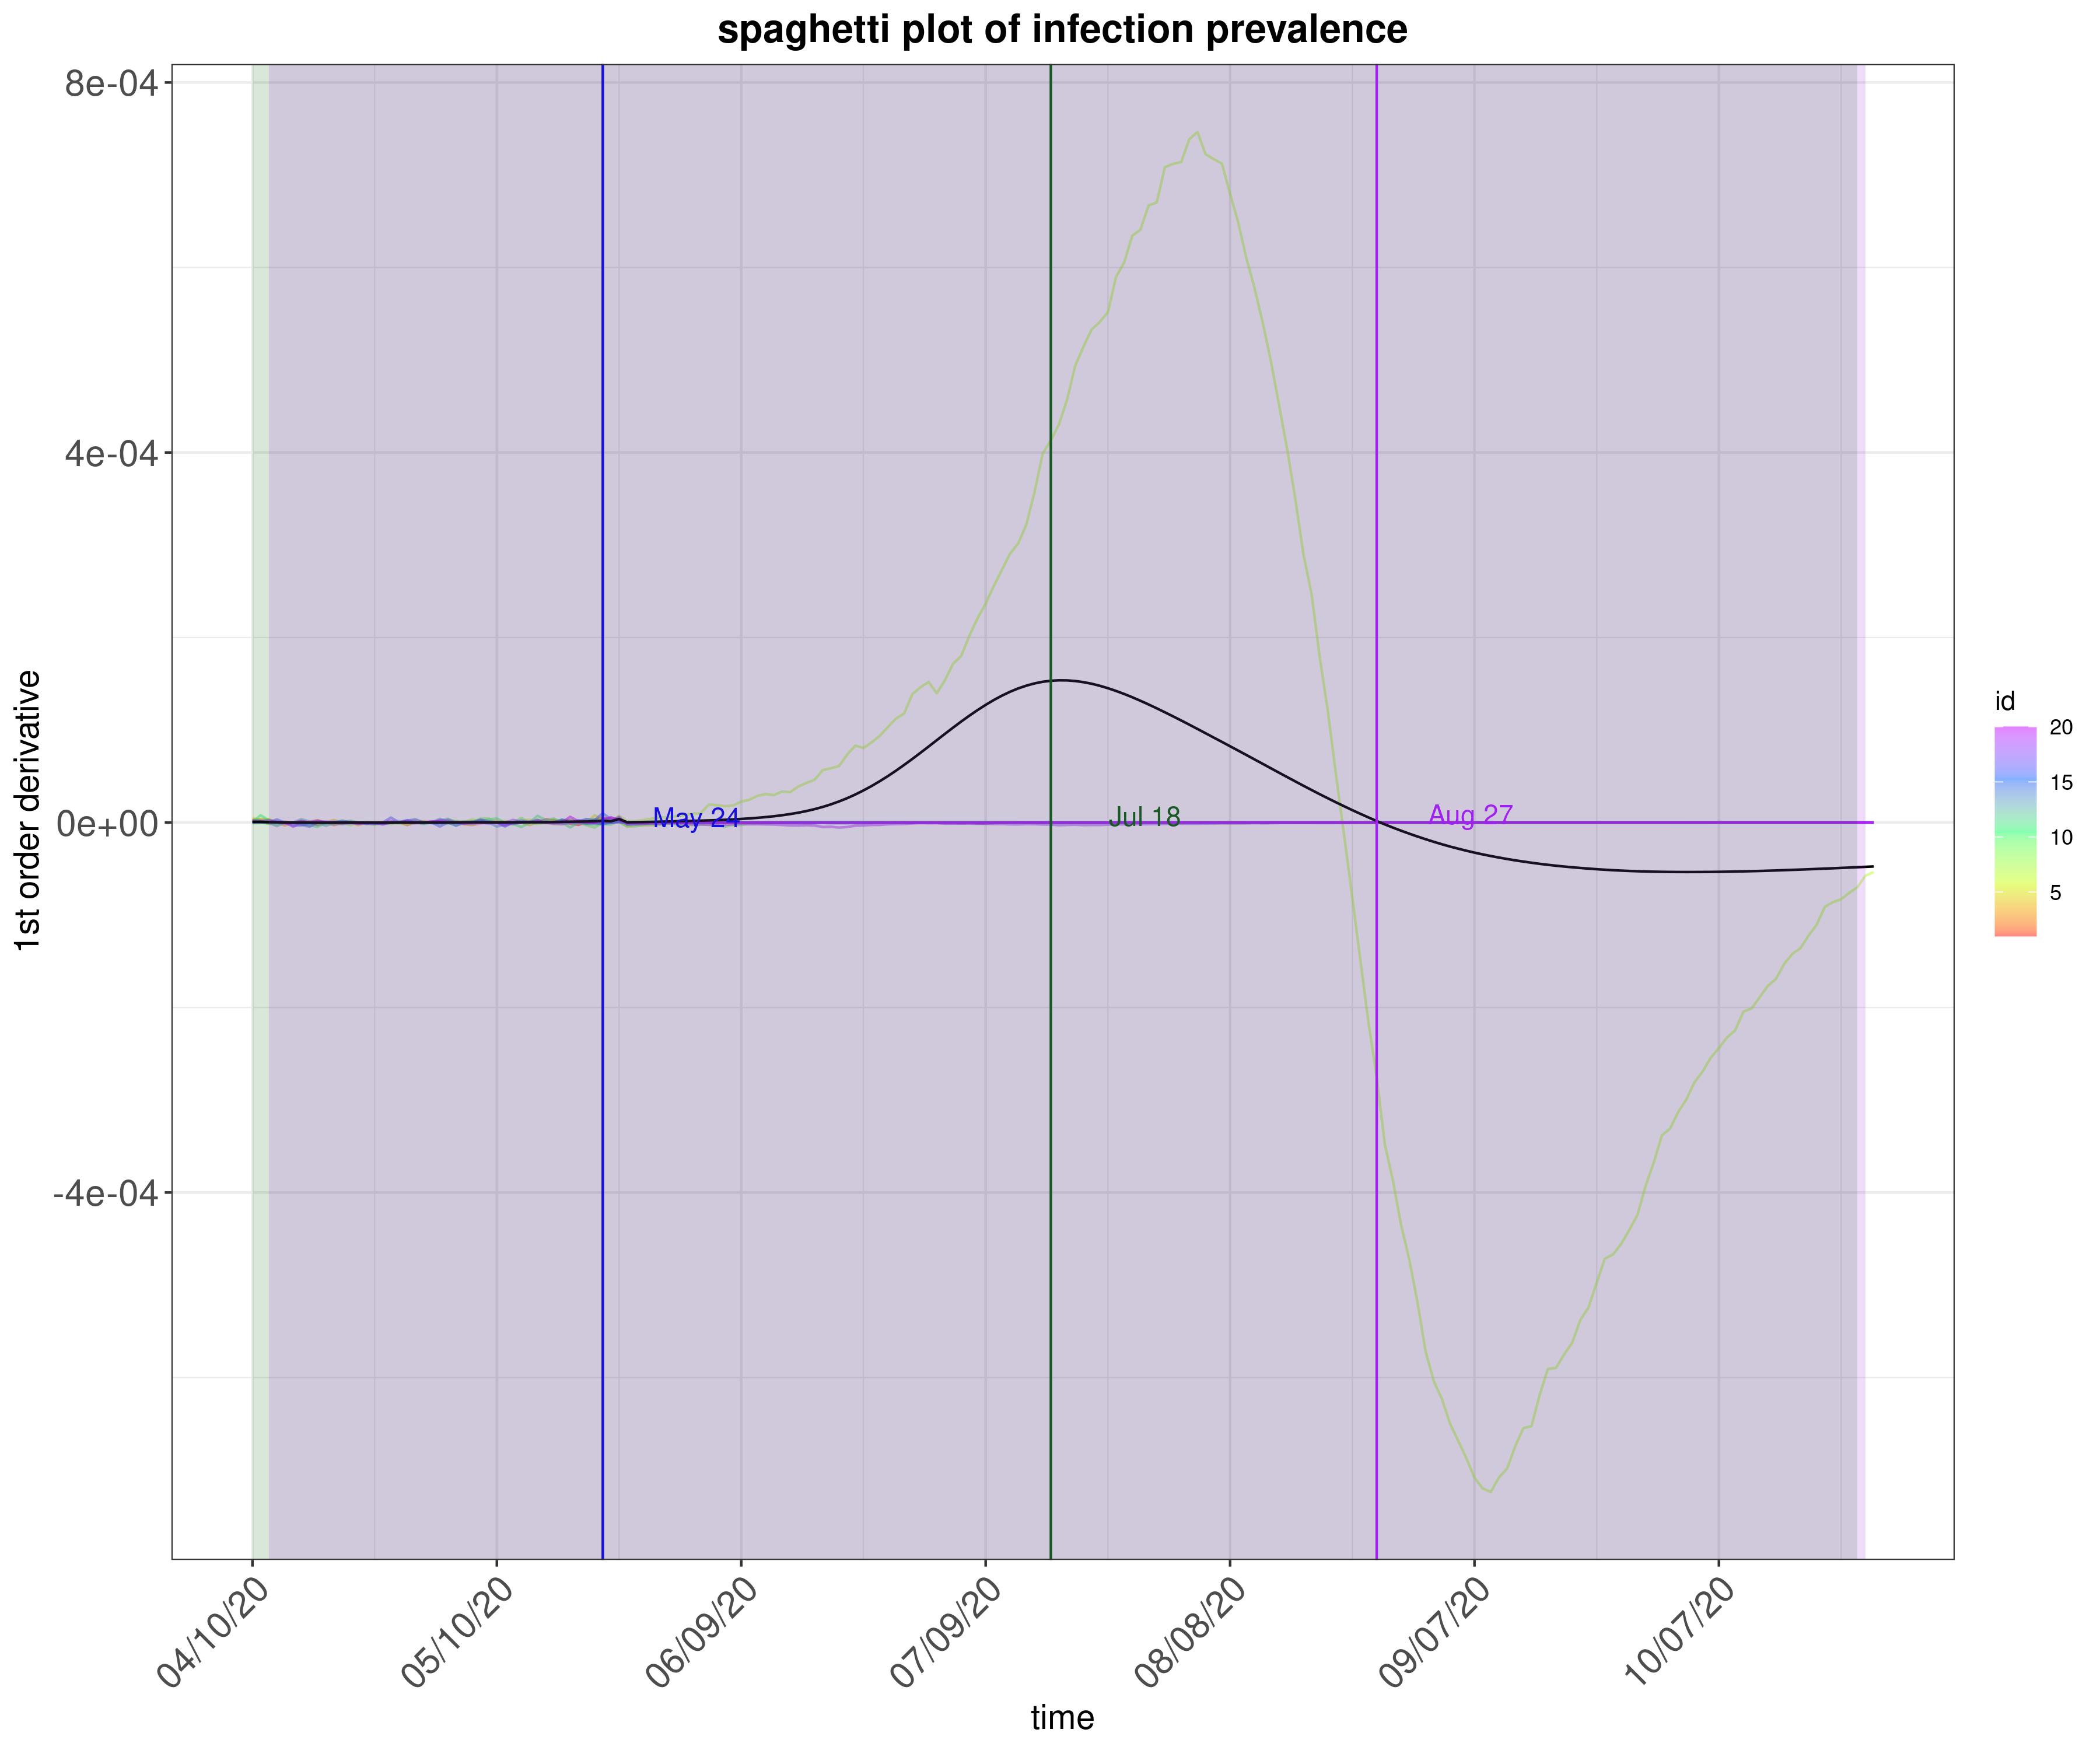 spaghetti plot of infection prevalence
8e-04
4e-04
0e+00
-4e-04
1st order derivative
May 24
Jul 18
Aug 27
id
20
15
10
5
04/10/20
05/10/20
06/09/20
07/09/20
08/08/20
09/07/20
10/07/20
time